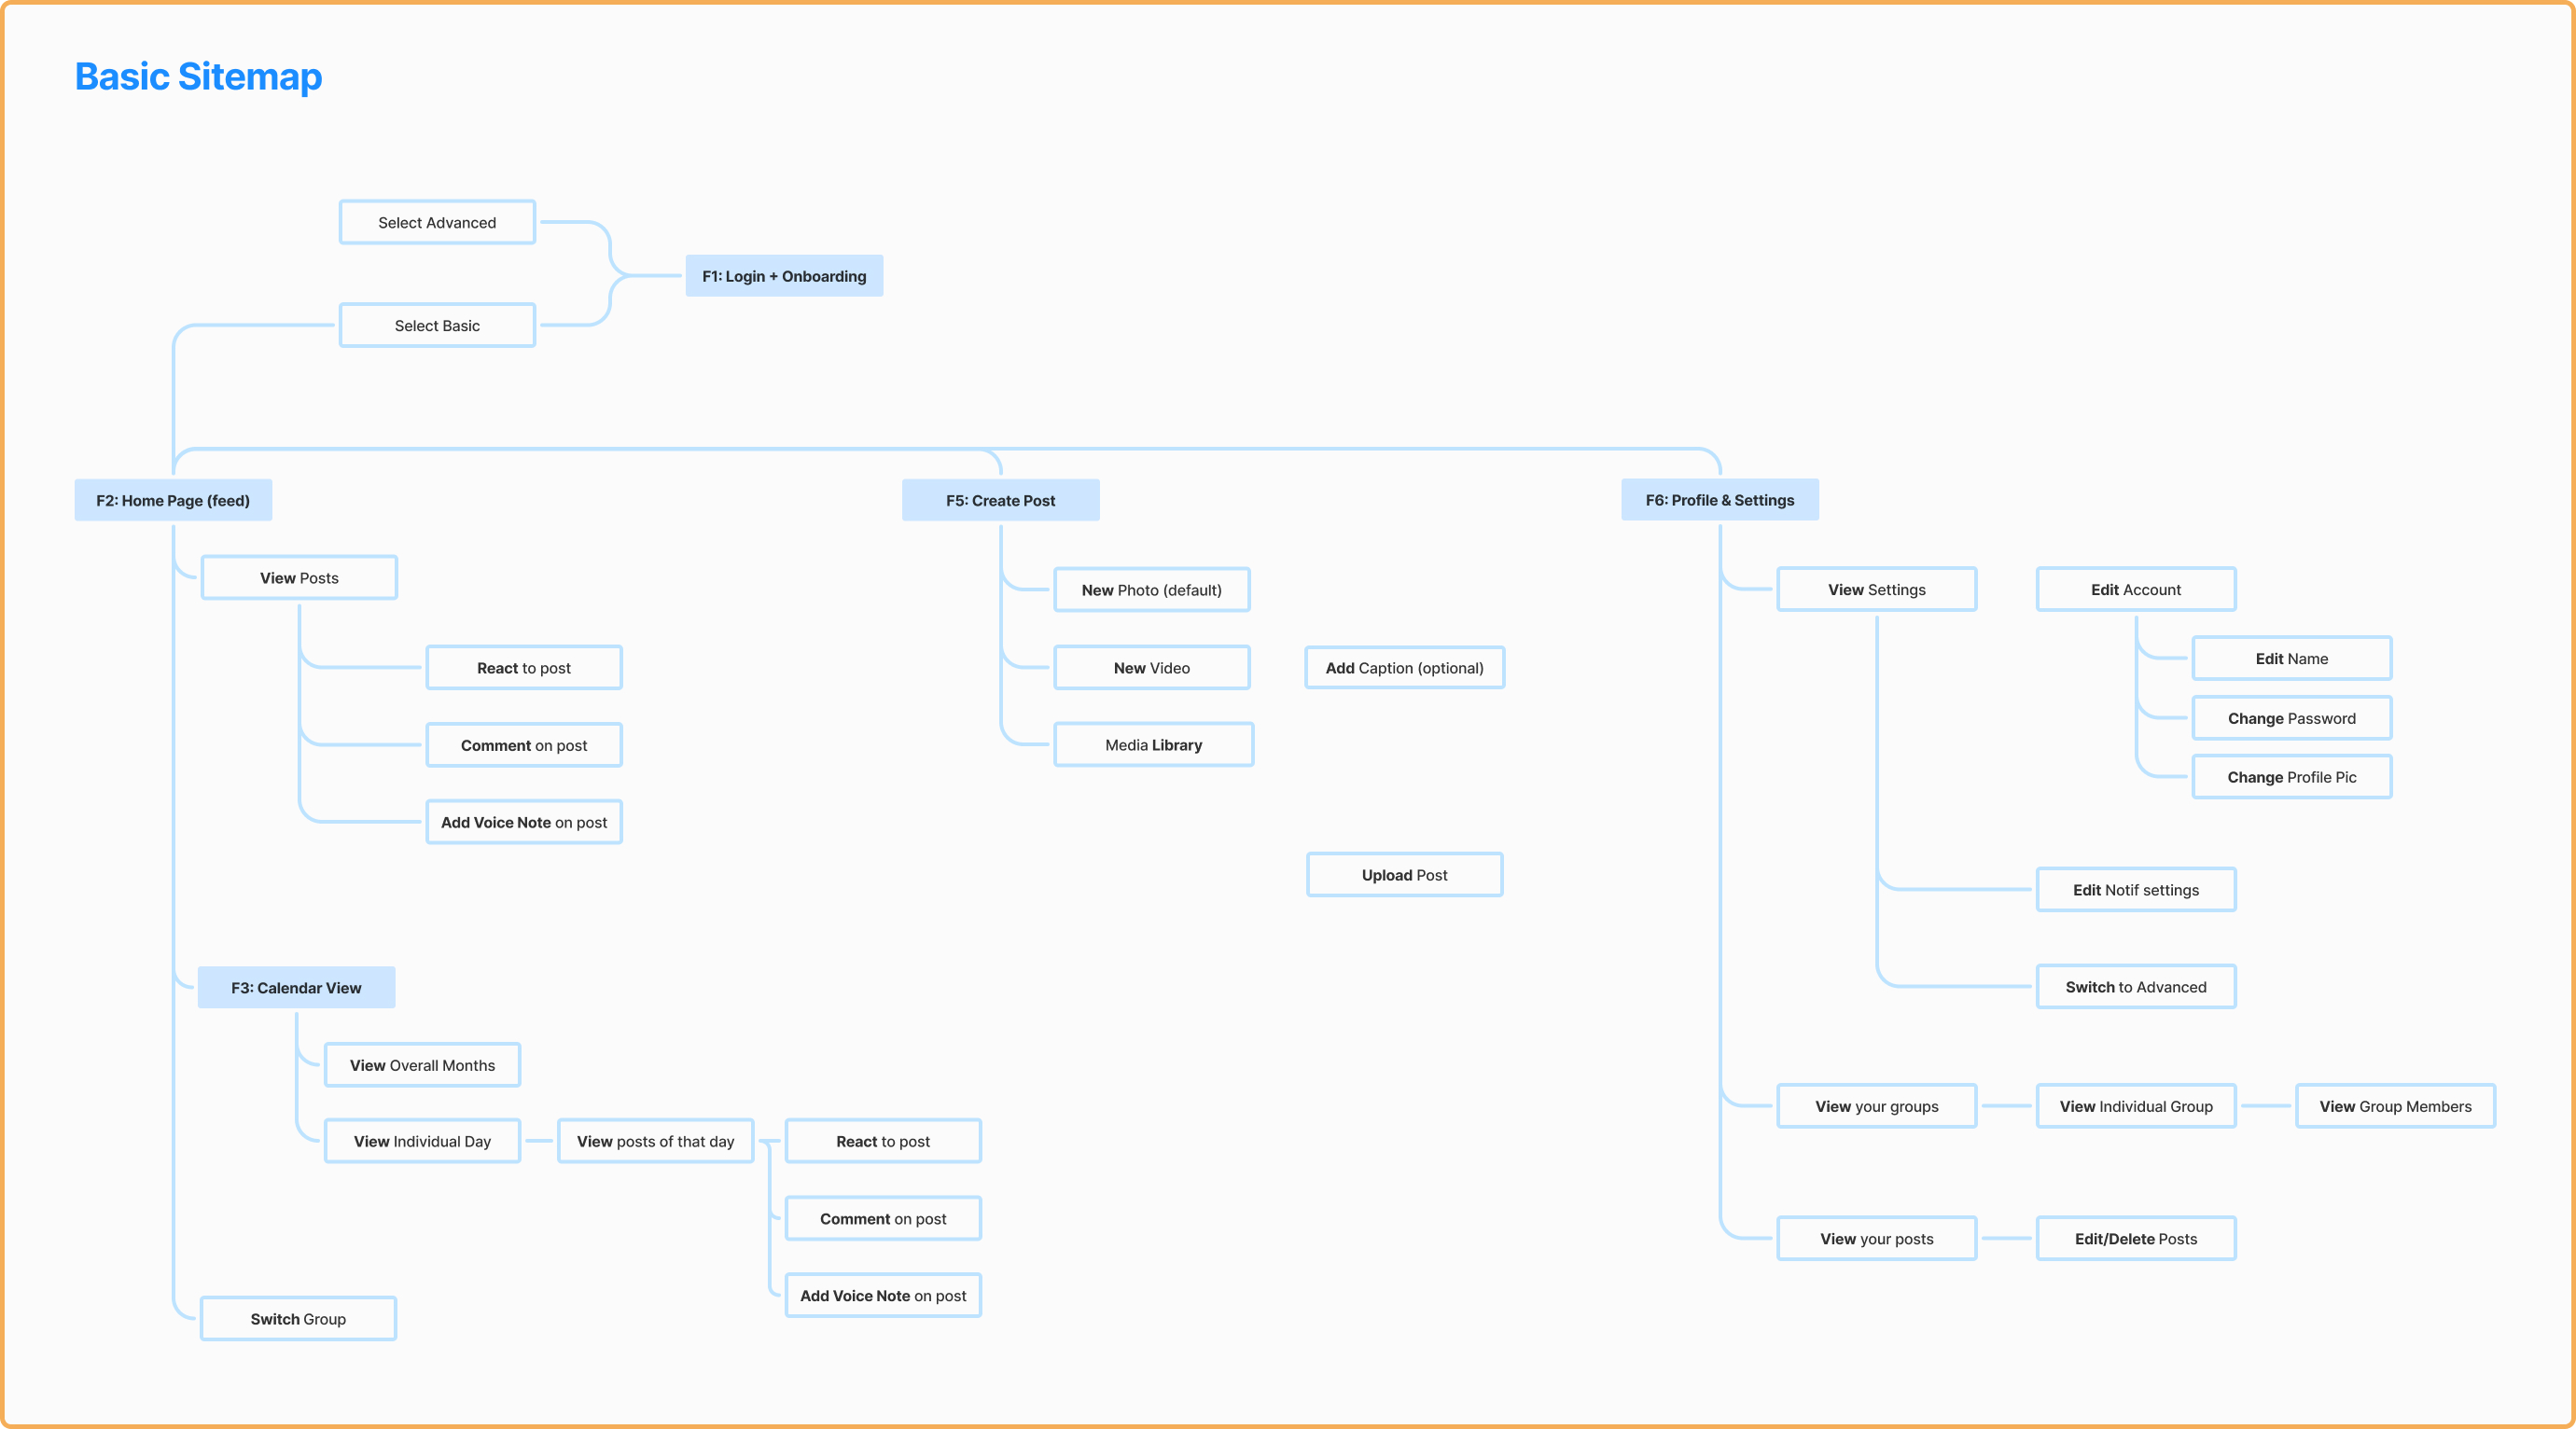 Basic Sitemap
Select Advanced
F1: Login + Onboarding
Select Basic
F2: Home Page (feed)
View Posts
React to post
Comment on post
Add Voice Note on post
F3: Calendar View
View Overall Months
View Individual Day
View posts of that day
React to post
Comment on post
Add Voice Note on post
Switch Group
F5: Create Post
New Photo (default)
New Video
Media Library
Add Caption (optional)
Upload Post
F6: Profile & Settings
View Settings
Edit Account
Edit Name
Change Password
Change Profile Pic
Edit Notif settings
Switch to Advanced
View your groups
View Individual Group
View Group Members
View your posts
Edit/Delete Posts